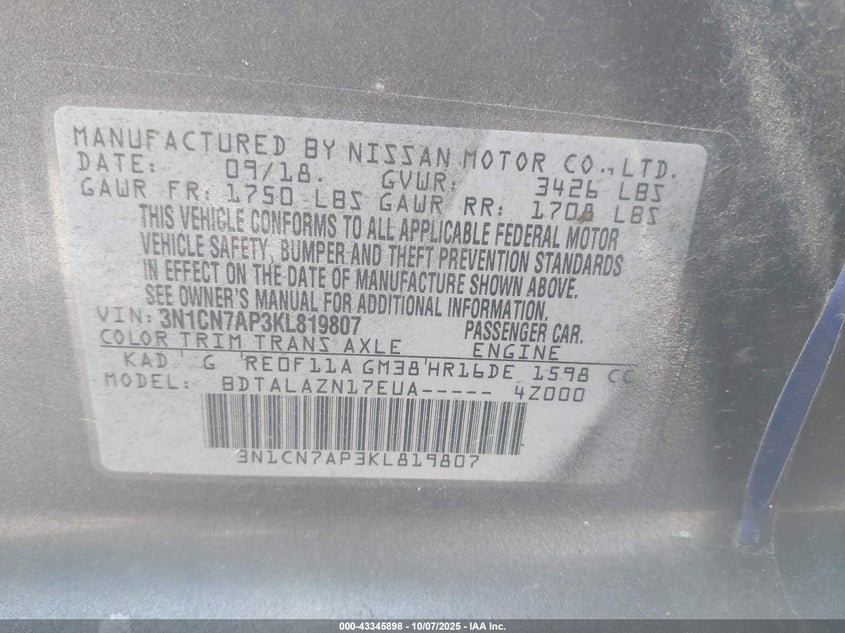 MANUFACTURED BY NISSAN MOTOR CO., LTD.
DATE: 09/18. GVWR: 3426 LBS
GAWR FR: 1750 LBS GAWR RR: 1708 LBS
THIS VEHICLE CONFORMS TO ALL APPLICABLE FEDERAL MOTOR
VEHICLE SAFETY, BUMPER AND THEFT PREVENTION STANDARDS
IN EFFECT ON THE DATE OF MANUFACTURE SHOWN ABOVE.
SEE OWNER'S MANUAL FOR ADDITIONAL INFORMATION.
VIN: 3N1CN7AP3KL819807 PASSENGER CAR.
COLOR TRIM TRANS AXLE ENGINE
KAD G RE0F11A GM38 HR16DE 1598 CC
MODEL: BDTALAZN17EUA----- 4Z000
3N1CN7AP3KL819807
000-43345898 - 10/07/2025 - IAA Inc.